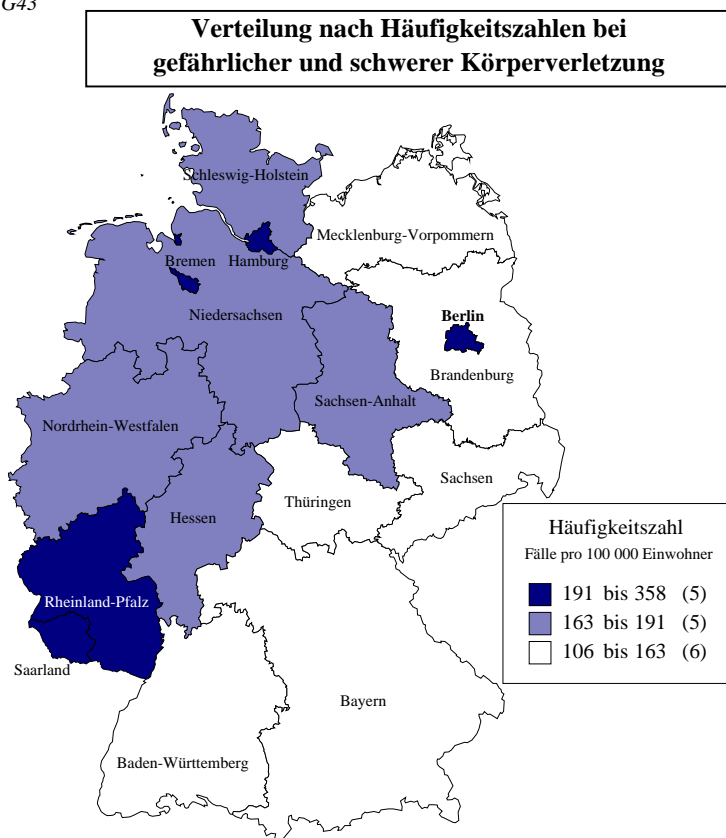 G43
Verteilung nach Häufigkeitszahlen bei
gefährlicher und schwerer Körperverletzung
Schleswig-Holstein
Mecklenburg-Vorpommern
Bremen
Hamburg
Niedersachsen
Berlin
Brandenburg
Sachsen-Anhalt
Nordrhein-Westfalen
Sachsen
Thüringen
Hessen
Häufigkeitszahl
Fälle pro 100 000 Einwohner
191 bis 358 (5)
163 bis 191 (5)
106 bis 163 (6)
Rheinland-Pfalz
Saarland
Bayern
Baden-Württemberg